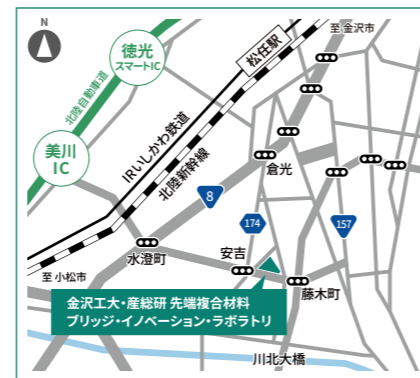 N
至 金沢市
徳光
スマートIC
松任駅
北陸自動車道
IRいしかわ鉄道
北陸新幹線
美川
IC
倉光
8
174
157
水澄町
安吉
至 小松市
藤木町
金沢工大・産総研 先端複合材料
ブリッジ・イノベーション・ラボラトリ
川北大橋